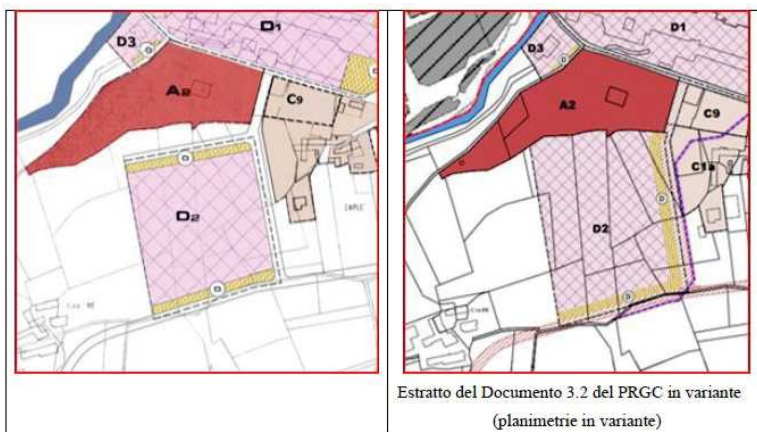 D1
D3
A2
C9
D2
D1
D3
A2
C9
C1a
D2
Estratto del Documento 3.2 del PRGC in variante
(planimetrie in variante)